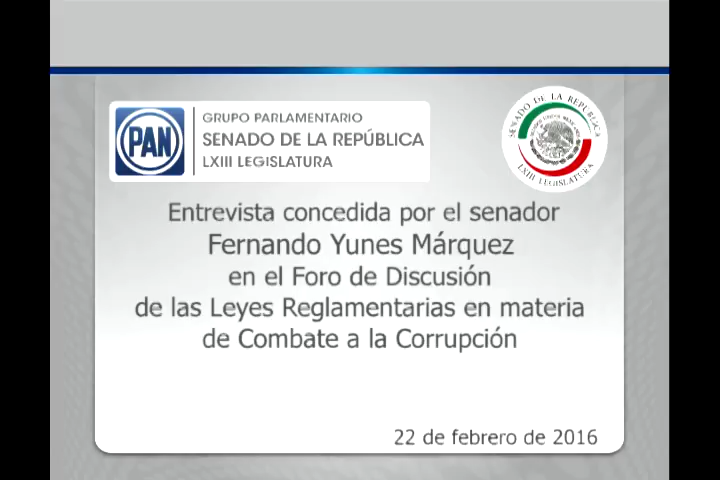 PAN
GRUPO PARLAMENTARIO
SENADO DE LA REPÚBLICA
LXIII LEGISLATURA
SENADO DE LA REPÚBLICA
LXIII LEGISLATURA
Entrevista concedida por el senador
Fernando Yunes Márquez
en el Foro de Discusión
de las Leyes Reglamentarias en materia
de Combate a la Corrupción
22 de febrero de 2016